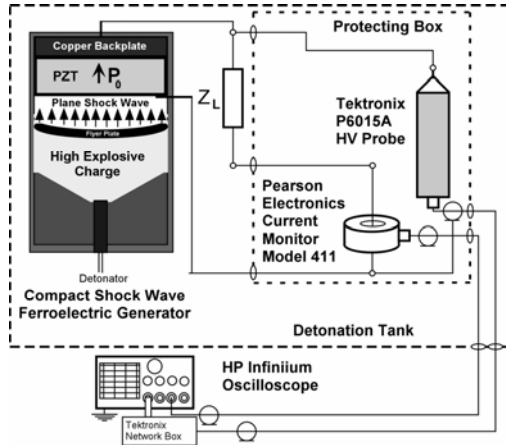 Copper Backplate
PZT P0
Plane Shock Wave
Flyer Plate
High Explosive
Charge
Detonator
Compact Shock Wave
Ferroelectric Generator
ZL
Protecting Box
Tektronix
P6015A
HV Probe
Pearson
Electronics
Current
Monitor
Model 411
Detonation Tank
HP Infiniium
Oscilloscope
Tektronix
Network Box